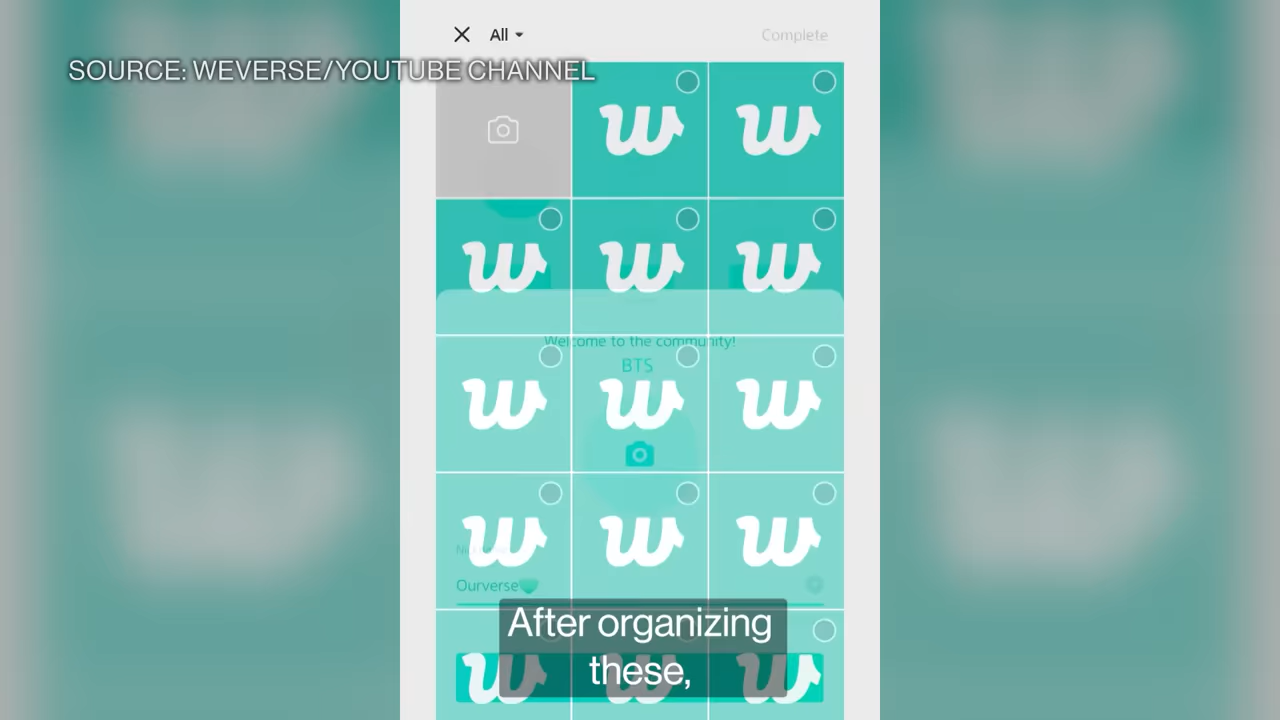 All
Complete
SOURCE: WEVERSE/YOUTUBE CHANNEL
w w
w w w
Welcome to the community!
BTS
w w w
w w w
Ourverse
After organizing
these,
w w w